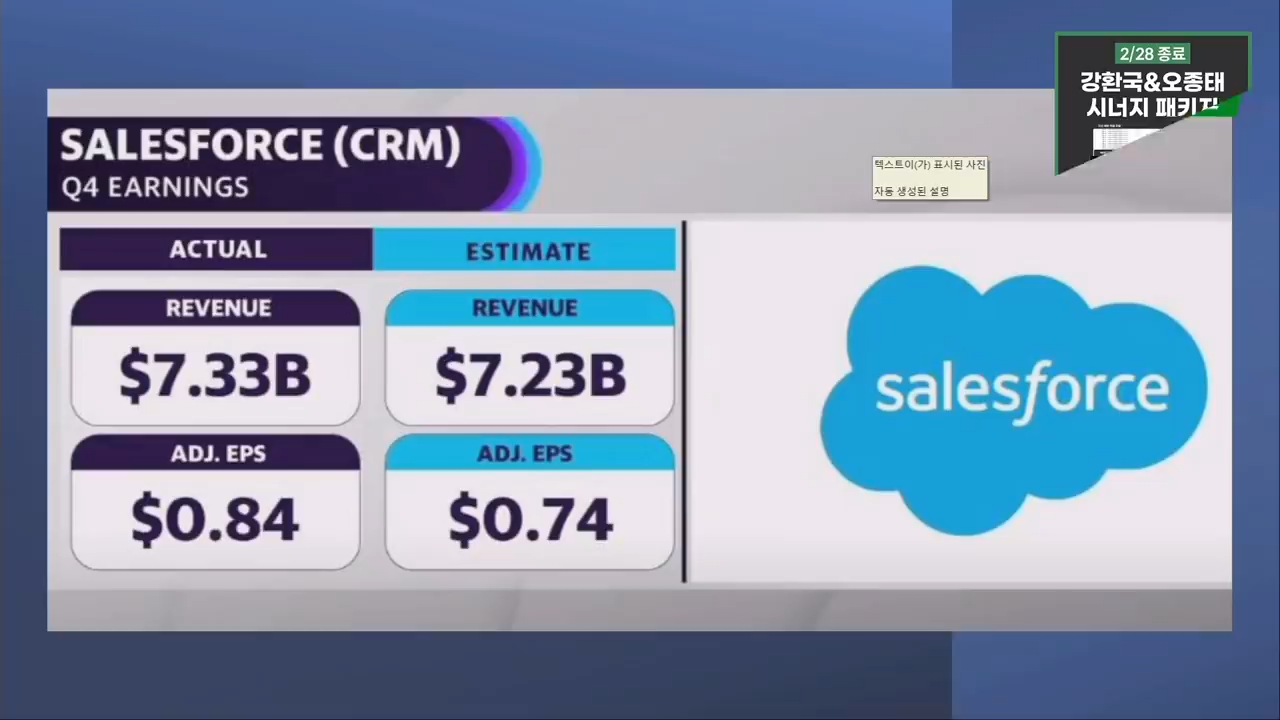 2/28 종료
강환국&오종태
시너지 패키지
SALESFORCE (CRM)
Q4 EARNINGS
텍스트이(가) 표시된 사진
자동 생성된 설명
ACTUAL
ESTIMATE
REVENUE
$7.33B
REVENUE
$7.23B
ADJ. EPS
$0.84
ADJ. EPS
$0.74
salesforce